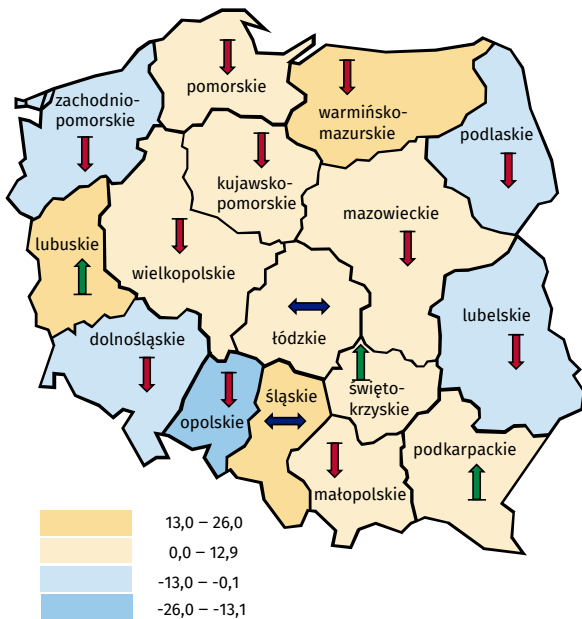 pomorskie
zachodnio-
pomorskie
warmińsko-
mazurskie
podlaskie
kujawsko-
pomorskie
mazowieckie
lubuskie
wielkopolskie
lubelskie
dolnośląskie
łódzkie
opolskie
śląskie
święto-
krzyskie
podkarpackie
małopolskie
13,0 – 26,0
0,0 – 12,9
-13,0 – -0,1
-26,0 – -13,1